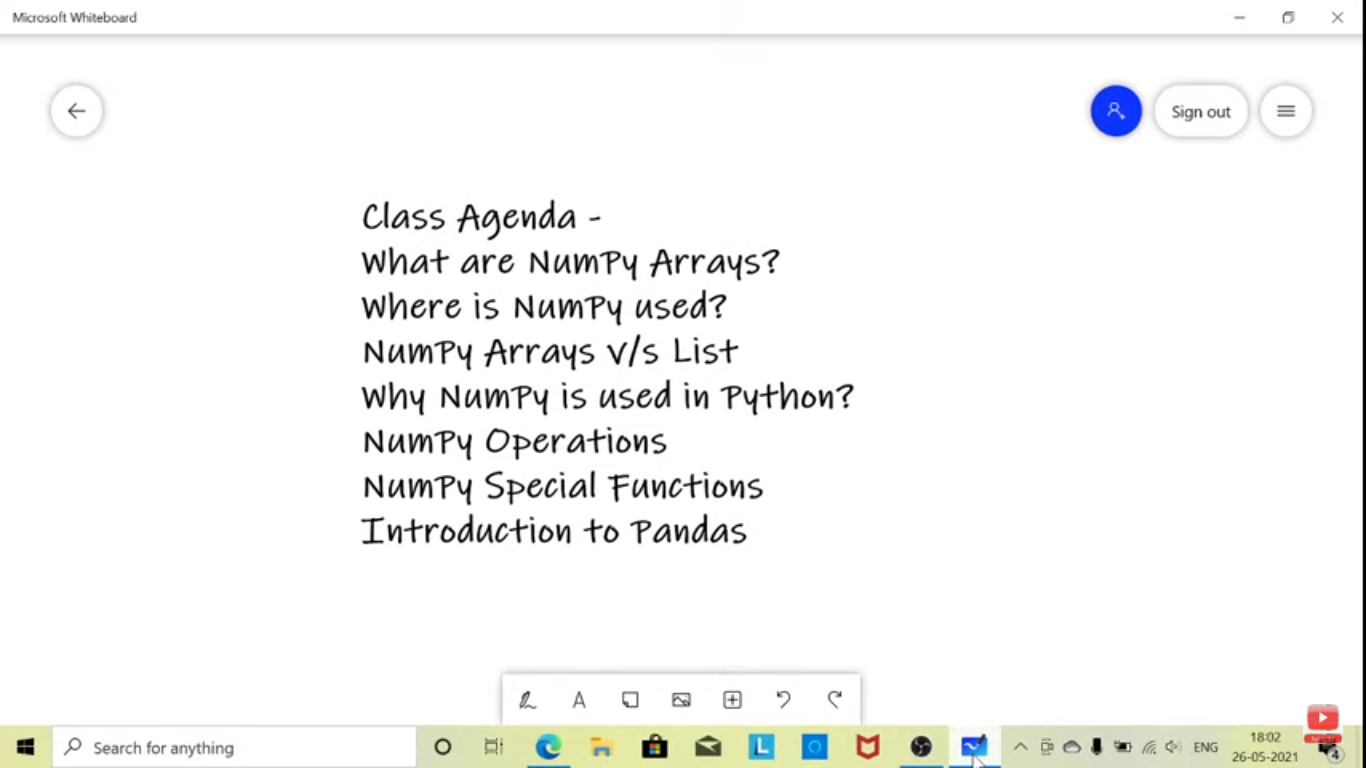 Microsoft Whiteboard
Sign out
Class Agenda -
What are NumPy Arrays?
Where is NumPy used?
NumPy Arrays v/s List
Why NumPy is used in Python?
NumPy Operations
NumPy Special Functions
Introduction to Pandas
A
Search for anything
L
ENG
18:02
26-05-2021
4